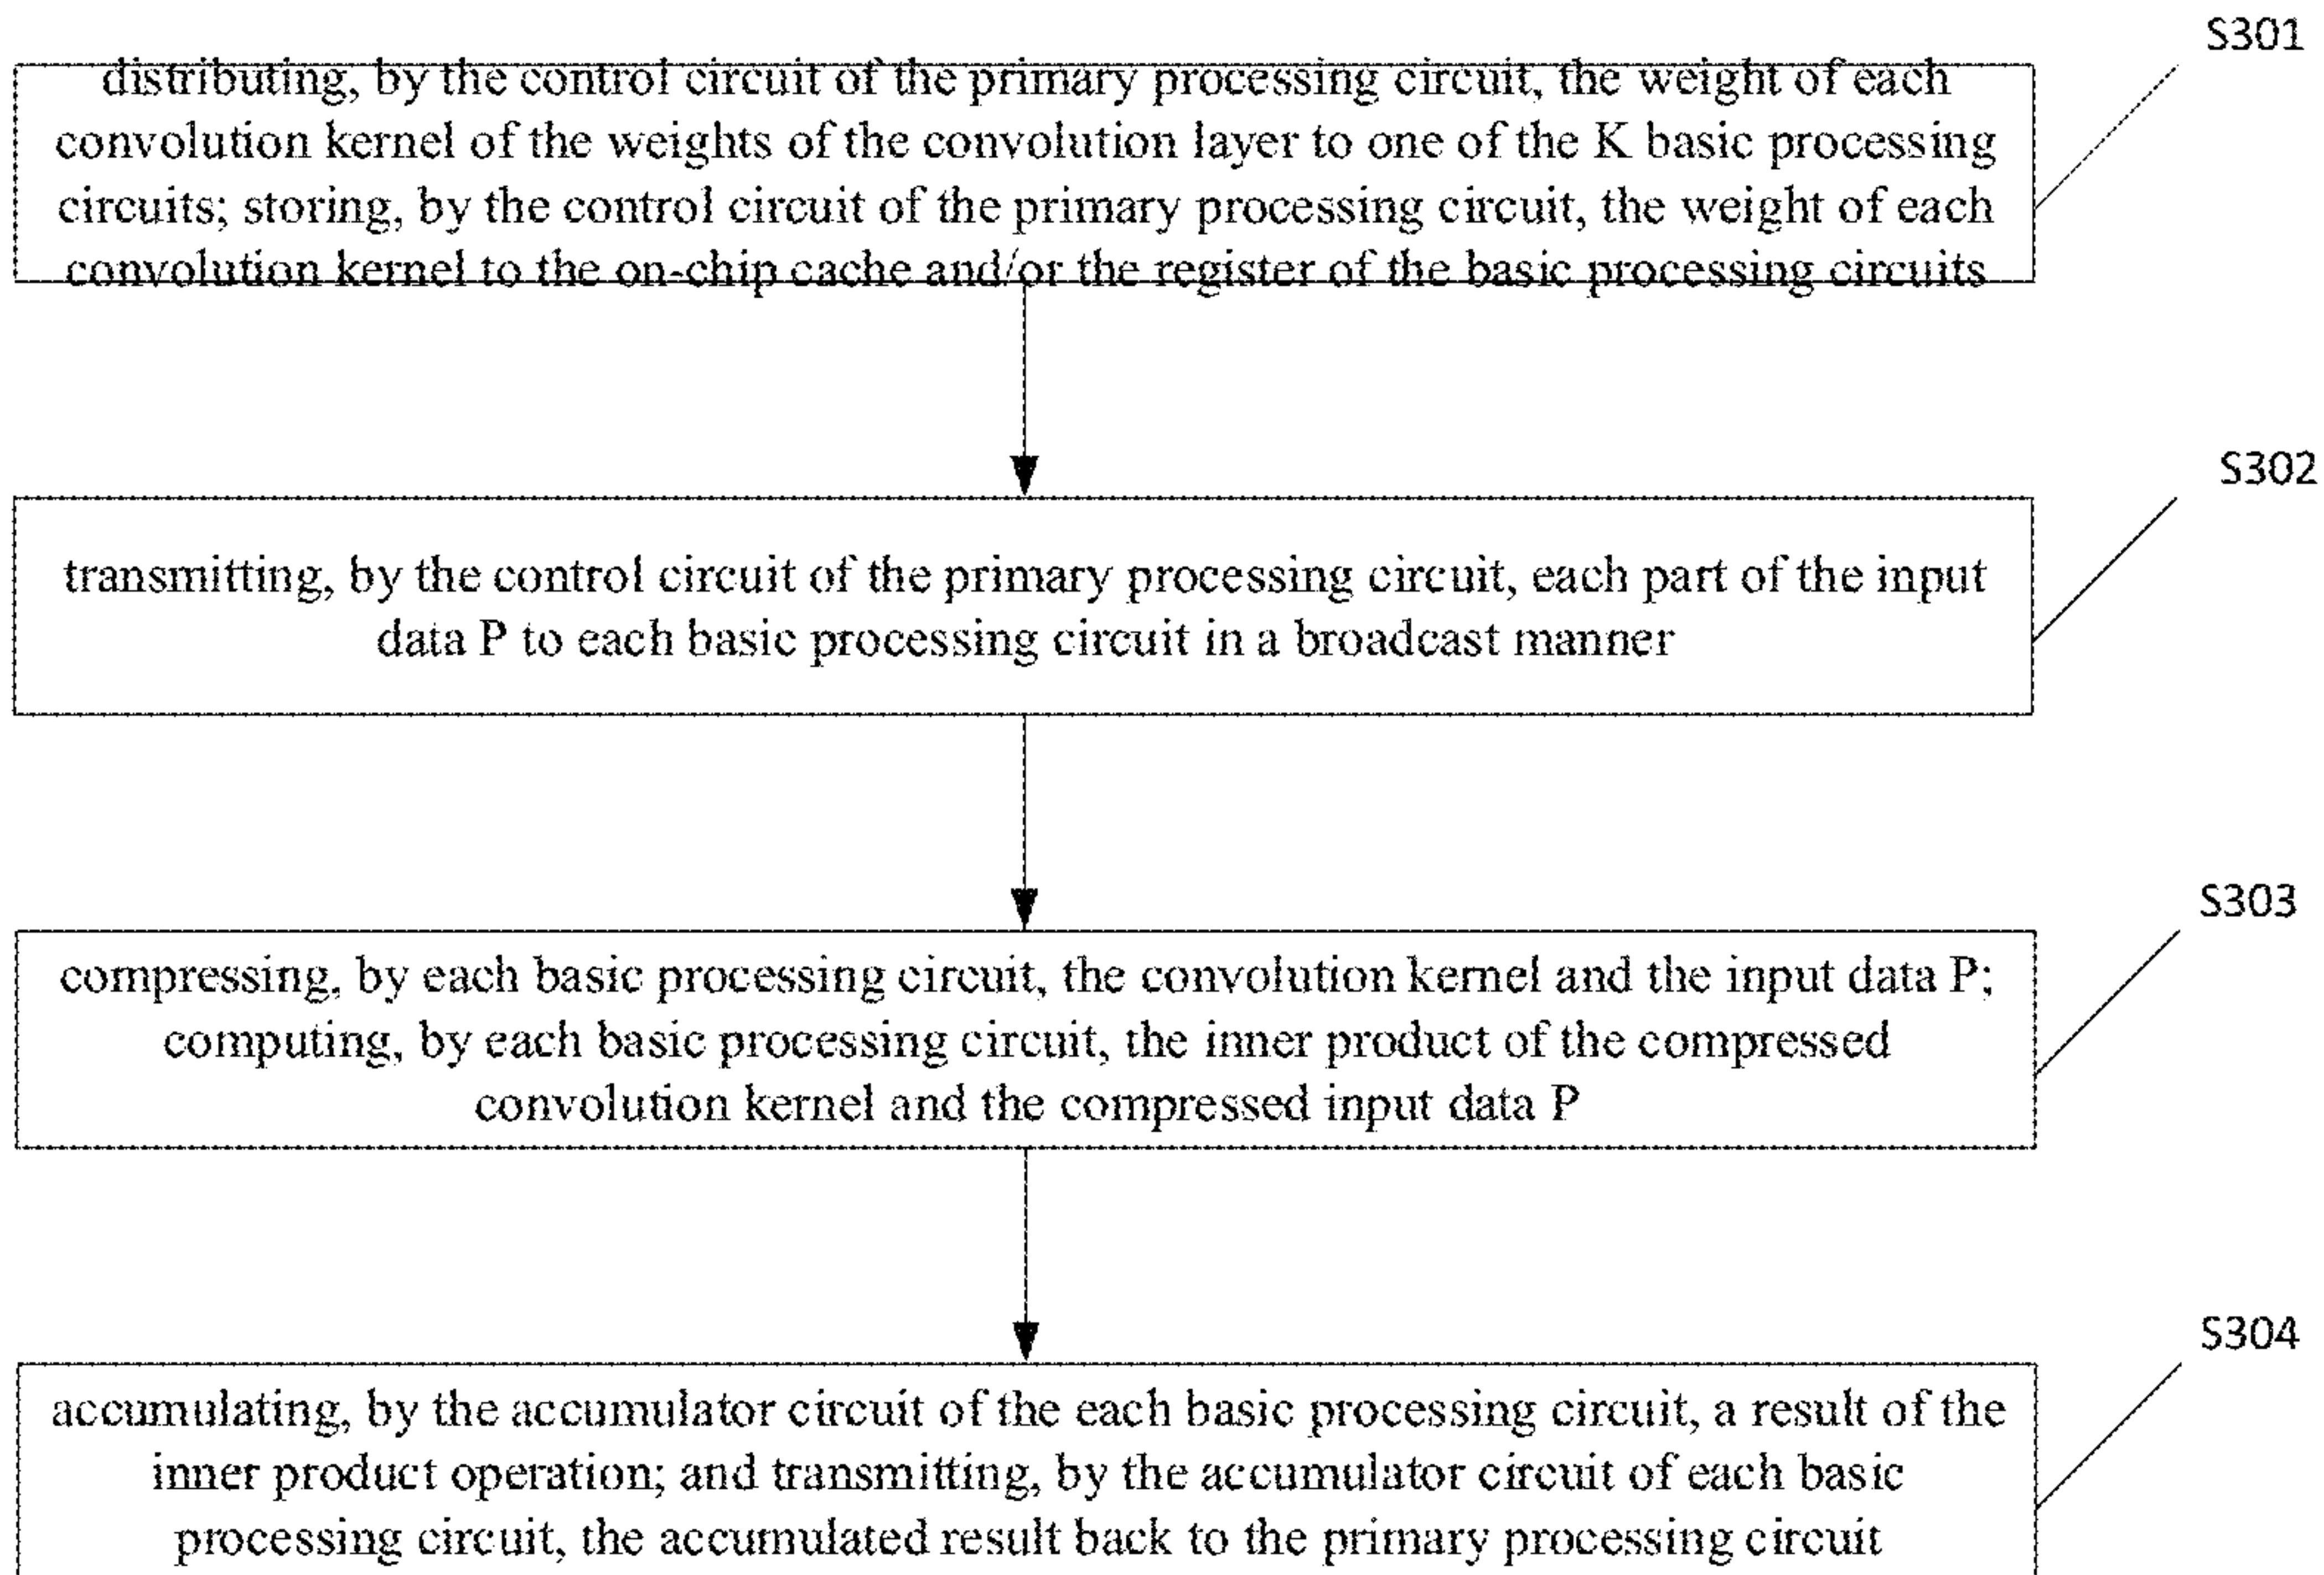 S301
distributing, by the control circuit of the primary processing circuit, the weight of each
convolution kernel of the weights of the convolution layer to one of the K basic processing
circuits; storing, by the control circuit of the primary processing circuit, the weight of each
convolution kernel to the on-chip cache and/or the register of the basic processing circuits
S302
transmitting, by the control circuit of the primary processing circuit, each part of the input
data P to each basic processing circuit in a broadcast manner
S303
compressing, by each basic processing circuit, the convolution kernel and the input data P;
computing, by each basic processing circuit, the inner product of the compressed
convolution kernel and the compressed input data P
S304
accumulating, by the accumulator circuit of the each basic processing circuit, a result of the
inner product operation; and transmitting, by the accumulator circuit of each basic
processing circuit, the accumulated result back to the primary processing circuit